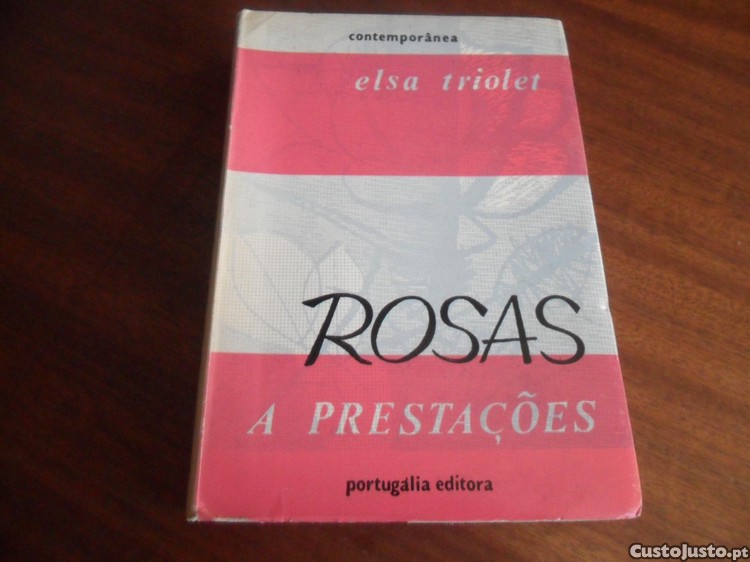 contemporânea
elsa triolet
ROSAS
A PRESTAÇÕES
portugália editora
CustoJusto.pt